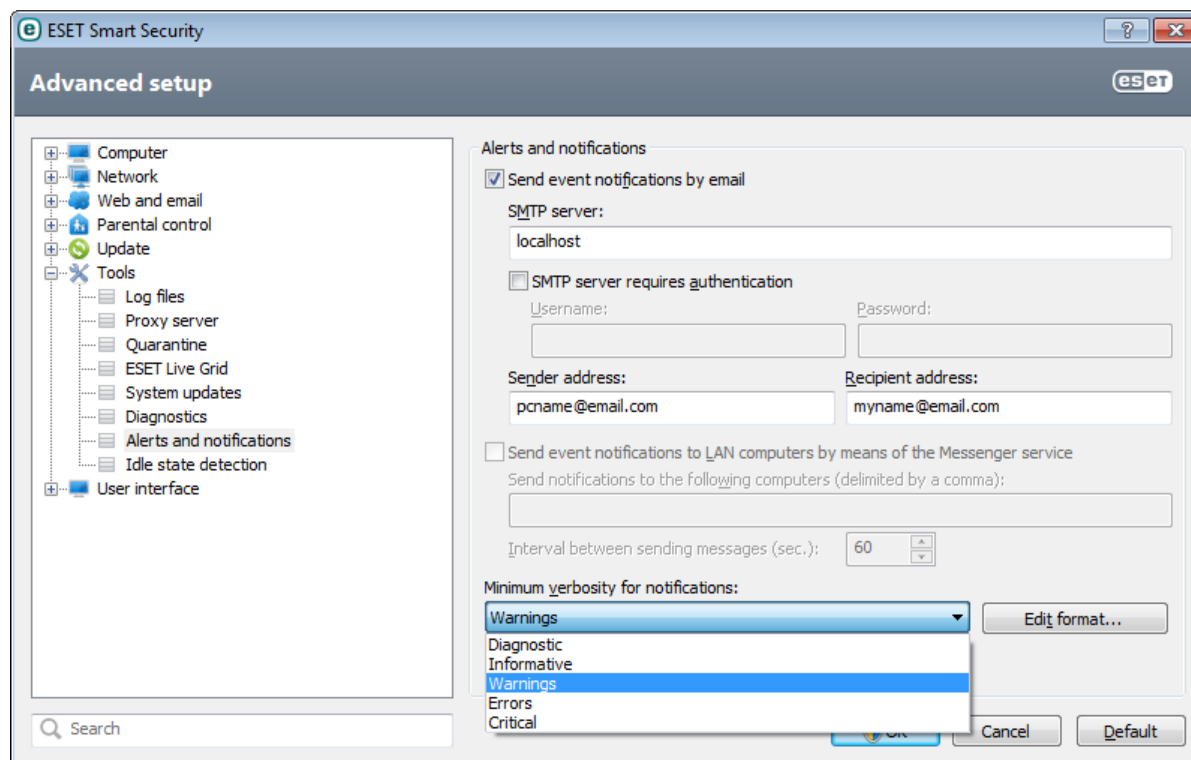 ESET Smart Security
Advanced setup
eset
Computer
Network
Web and email
Parental control
Update
Tools
Log files
Proxy server
Quarantine
ESET Live Grid
System updates
Diagnostics
Alerts and notifications
Idle state detection
User interface
Search
Alerts and notifications
Send event notifications by email
SMTP server:
localhost
SMTP server requires authentication
Username: Password:
Sender address: Recipient address:
pcname@email.com myname@email.com
Send event notifications to LAN computers by means of the Messenger service
Send notifications to the following computers (delimited by a comma):
Interval between sending messages (sec.): 60
Minimum verbosity for notifications:
Warnings Edit format...
Diagnostic
Informative
Warnings
Errors
Critical
OK Cancel Default